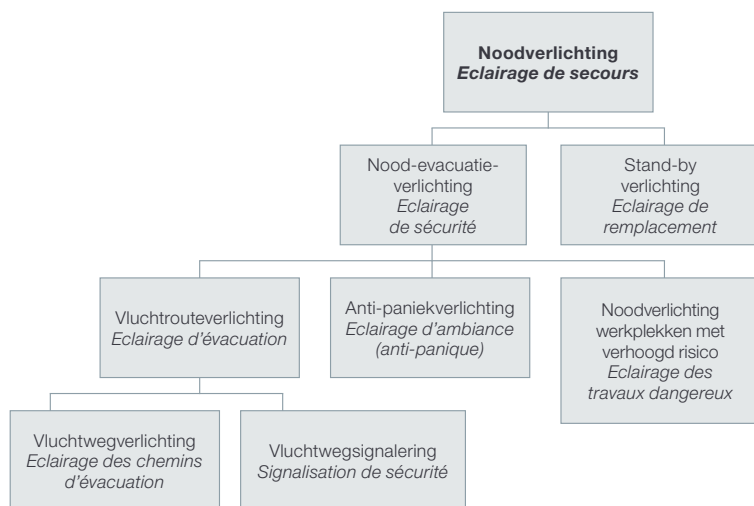 Noodverlichting
Eclairage de secours
Nood-evacuatie-
verlichting
Eclairage
de sécurité
Stand-by
verlichting
Eclairage de
remplacement
Vluchtrouteverlichting
Eclairage d’évacuation
Anti-paniekverlichting
Eclairage d’ambiance
(anti-panique)
Noodverlichting
werkplekken met
verhoogd risico
Eclairage des
travaux dangereux
Vluchtwegverlichting
Eclairage des chemins
d’évacuation
Vluchtwegsignalering
Signalisation de sécurité